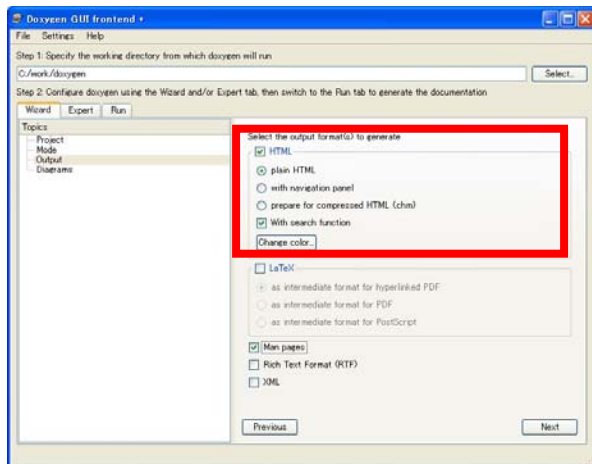 Doxygen GUI frontend +
File Settings Help
Step 1: Specify the working directory from which doxygen will run
C:/work/doxygen
Select...
Step 2: Configure doxygen using the Wizard and/or Expert tab, then switch to the Run tab to generate the documentation
Wizard Expert Run
Topics
Project
Mode
Output
Diagrams
Select the output format(s) to generate
HTML
plain HTML
with navigation panel
prepare for compressed HTML (chm)
With search function
Change color...
LaTeX
as intermediate format for hyperlinked PDF
as intermediate format for PDF
as intermediate format for PostScript
Man pages
Rich Text Format (RTF)
XML
Previous
Next